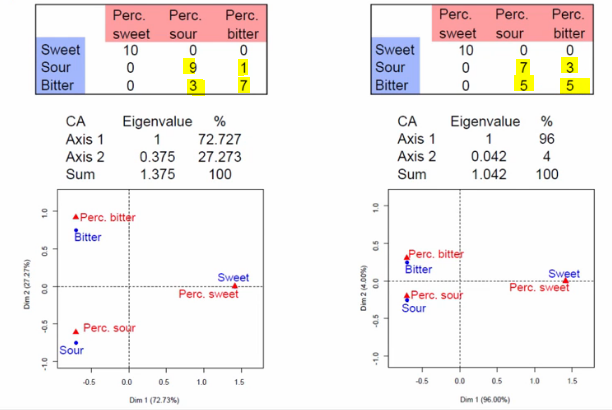 Perc. Perc. Perc.
sweet sour bitter
Sweet 10 0 0
Sour 0 9 1
Bitter 0 3 7
CA Eigenvalue %
Axis 1 1 72.727
Axis 2 0.375 27.273
Sum 1.375 100
1.0
0.5
0.0
-0.5
-1.0
Dim 2 (27.27%)
Perc. bitter
Bitter
Sweet
Perc. sweet
Perc. sour
Sour
-0.5 0.0 0.5 1.0 1.5
Dim 1 (72.73%)
Perc. Perc. Perc.
sweet sour bitter
Sweet 10 0 0
Sour 0 7 3
Bitter 0 5 5
CA Eigenvalue %
Axis 1 1 96
Axis 2 0.042 4
Sum 1.042 100
1.0
0.5
0.0
-0.5
-1.0
Dim 2 (4.00%)
Perc. bitter
Bitter
Sweet
Perc. sweet
Perc. sour
Sour
-0.5 0.0 0.5 1.0 1.5
Dim 1 (96.00%)